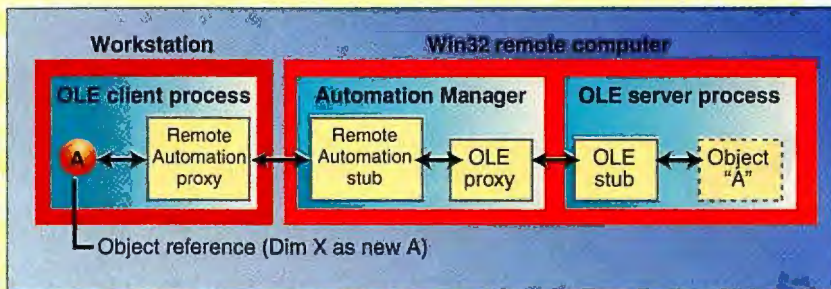 Workstation
Win32 remote computer
OLE client process
Automation Manager
OLE server process
A
Remote
Automation
proxy
Remote
Automation
stub
OLE
proxy
OLE
stub
Object
"A"
Object reference (Dim X as new A)